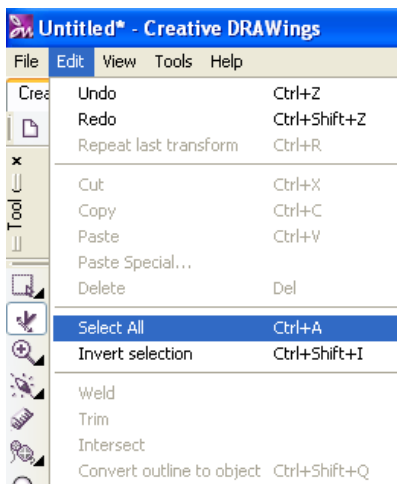 Untitled* - Creative DRAWings
File Edit View Tools Help
Crea
Undo Ctrl+Z
Redo Ctrl+Shift+Z
Repeat last transform Ctrl+R
Cut Ctrl+X
Copy Ctrl+C
Paste Ctrl+V
Paste Special...
Delete Del
Select All Ctrl+A
Invert selection Ctrl+Shift+I
Weld
Trim
Intersect
Convert outline to object Ctrl+Shift+Q
Tool